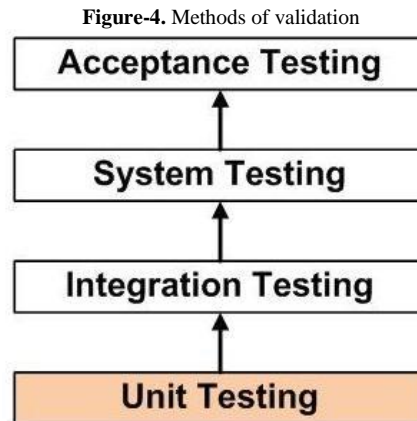 Figure-4. Methods of validation
Acceptance Testing
System Testing
Integration Testing
Unit Testing